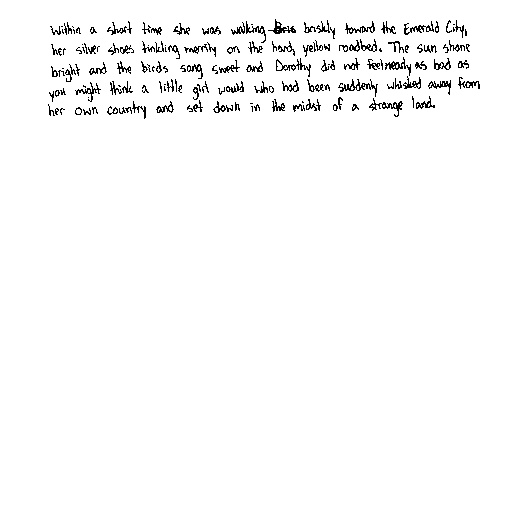 Within a short time she was walking briskly toward the Emerald City,
her silver shoes tinkling merrily on the hard, yellow roadbed. The sun shone
bright and the birds sang sweet and Dorothy did not feel nearly as bad as
you might think a little girl would who had been suddenly whisked away from
her own country and set down in the midst of a strange land.